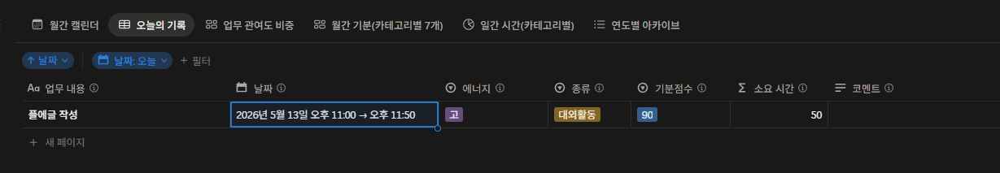 월간 캘린더 오늘의 기록 업무 관여도 비중 월간 기분(카테고리별 7개) 일간 시간(카테고리별) 연도별 아카이브
↑ 날짜 날짜: 오늘 + 필터
Aa 업무 내용 날짜 에너지 종류 기분점수 Σ 소요 시간 코멘트
폴에글 작성 2026년 5월 13일 오후 11:00 → 오후 11:50 고 대외활동 90 50
+ 새 페이지